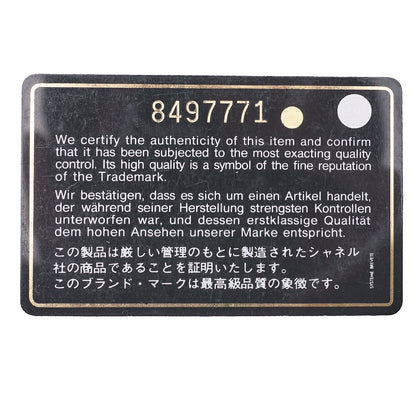 8497771
We certify the authenticity of this item and confirm
that it has been subjected to the most exacting quality
control. Its high quality is a symbol of the fine reputation
of the Trademark.
Wir bestätigen, dass es sich um einen Artikel handelt,
der während seiner Herstellung strengsten Kontrollen
unterworfen war, und dessen erstklassige Qualität
dem hohen Ansehen unserer Marke entspricht.
この製品は厳しい管理のもとに製造されたシャネル
社の商品であることを証明いたします。
このブランド・マークは最高級品質の象徴です。
SYSTEME BREVETE